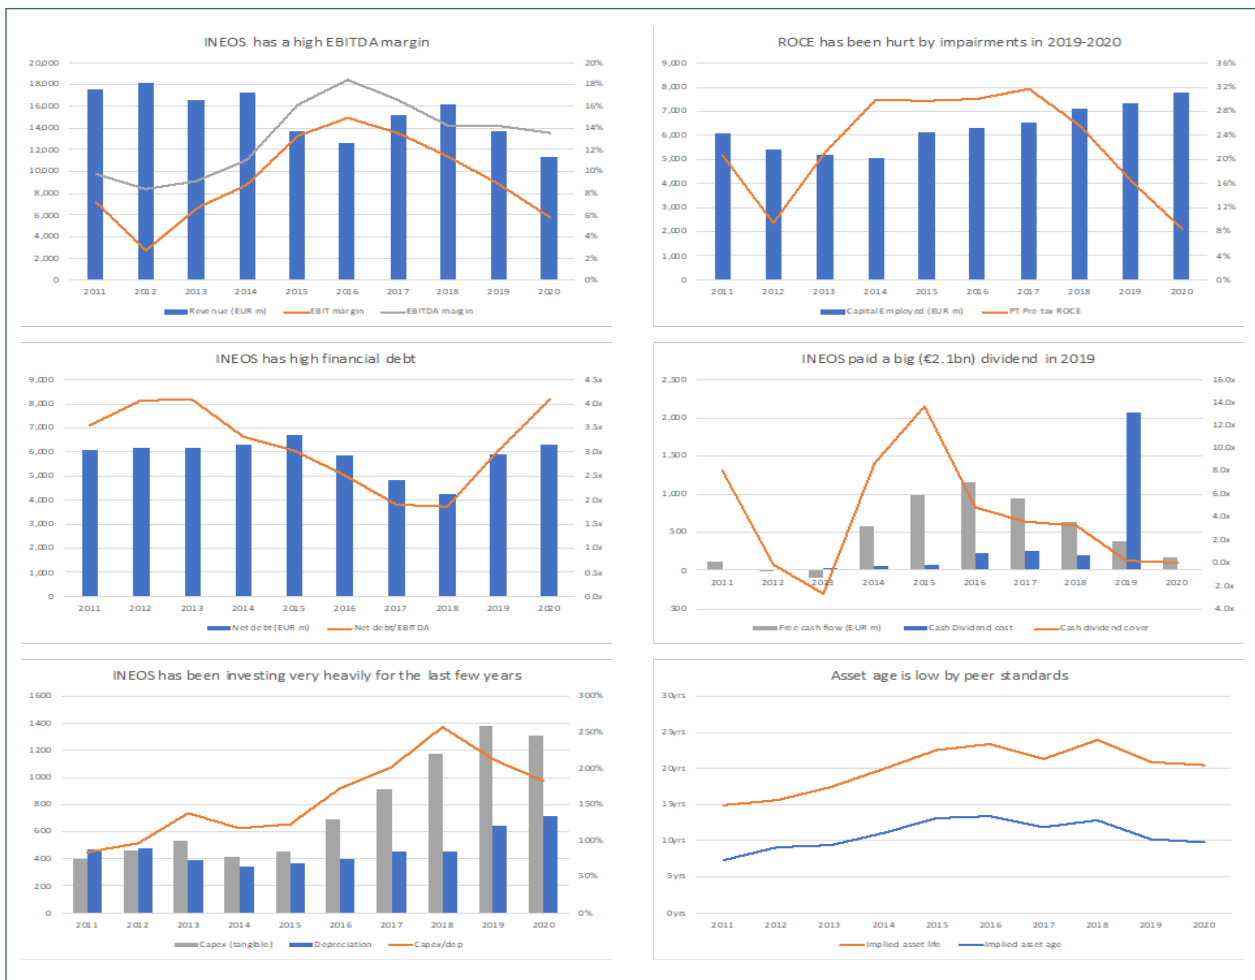 INEOS has a high EBITDA margin
20,000 20%
18,000 18%
16,000 16%
14,000 14%
12,000 12%
10,000 10%
8,000 8%
6,000 6%
4,000 4%
2,000 2%
0 0%
2011 2012 2013 2014 2015 2016 2017 2018 2019 2020
Revenue (EUR m) EBIT margin EBITDA margin
ROCE has been hurt by impairments in 2019-2020
9,000 36%
8,000 32%
7,000 28%
6,000 24%
5,000 20%
4,000 16%
3,000 12%
2,000 8%
1,000 4%
0 0%
2011 2012 2013 2014 2015 2016 2017 2018 2019 2020
Capital Employed (EUR m) PT Pre-tax ROCE
INEOS has high financial debt
9,000 4.5x
8,000 4.0x
7,000 3.5x
6,000 3.0x
5,000 2.5x
4,000 2.0x
3,000 1.5x
2,000 1.0x
1,000 0.5x
0 0.0x
2011 2012 2013 2014 2015 2016 2017 2018 2019 2020
Net debt (EUR m) Net debt/EBITDA
INEOS paid a big (€2.1bn) dividend in 2019
2,500 16.0x
14.0x
2,000 12.0x
10.0x
1,500 8.0x
1,000 6.0x
4.0x
500 2.0x
0 0.0x
2011 2012 2013 2014 2015 2016 2017 2018 2019 2020
-2.0x
-500 -4.0x
Free cash flow (EUR m) Cash Dividend cost Cash dividend cover
INEOS has been investing very heavily for the last few years
1600 300%
1400 250%
1200
1000 200%
800 150%
600 100%
400
200 50%
0 0%
2011 2012 2013 2014 2015 2016 2017 2018 2019 2020
Capex (tangible) Depreciation Capex/dep
Asset age is low by peer standards
30yrs
25yrs
20yrs
15yrs
10yrs
5yrs
0yrs
2011 2012 2013 2014 2015 2016 2017 2018 2019 2020
Implied asset life Implied asset age